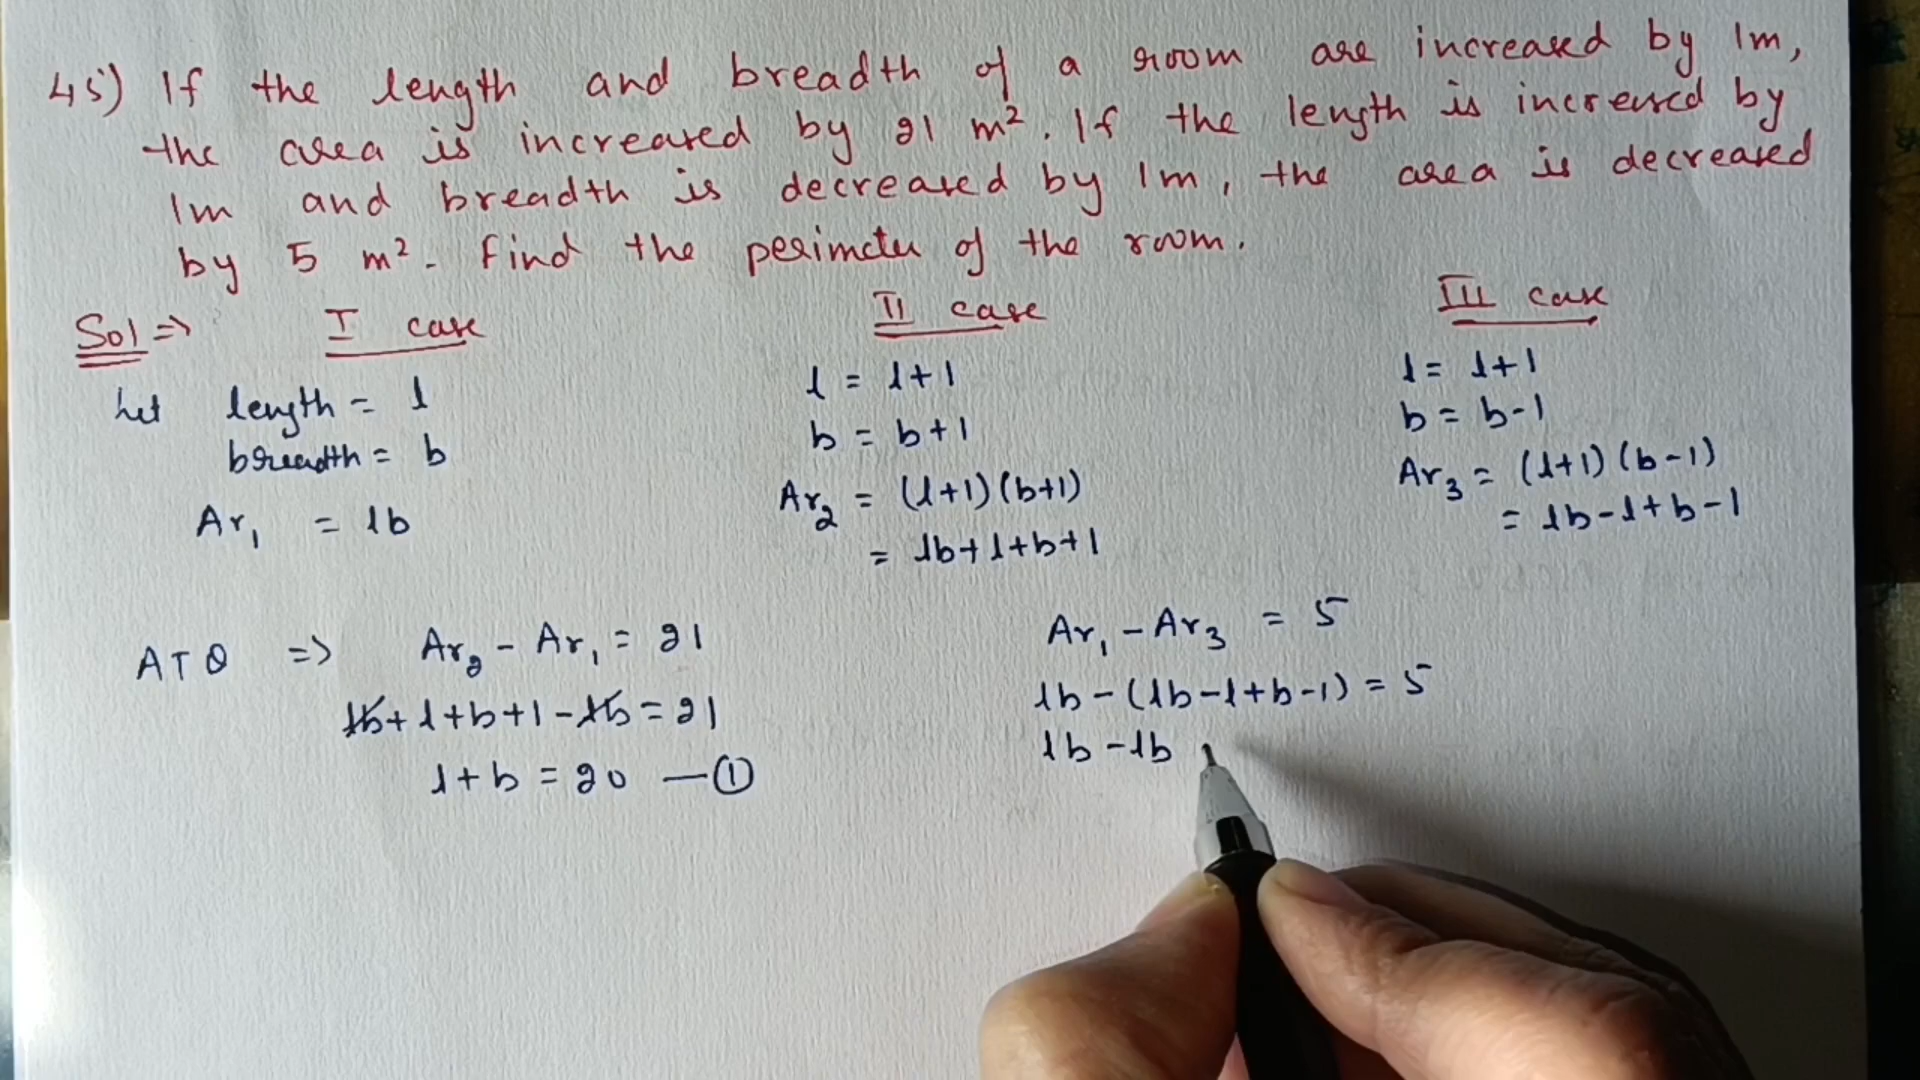 45) If the length and breadth of a room are increased by 1m,
the area is increased by 21 m². If the length is increased by
1m and breadth is decreased by 1m, the area is decreased
by 5 m². Find the perimeter of the room.
Sol => I case
Let length = l
breadth = b
Ar₁ = lb
II case
l = l+1
b = b+1
Ar₂ = (l+1)(b+1)
= lb+l+b+1
III case
l = l+1
b = b-1
Ar₃ = (l+1)(b-1)
= lb-l+b-1
ATQ => Ar₂ - Ar₁ = 21
lb+l+b+1-lb=21
l+b = 20 —①
Ar₁ - Ar₃ = 5
lb-(lb-l+b-1) = 5
lb-lb